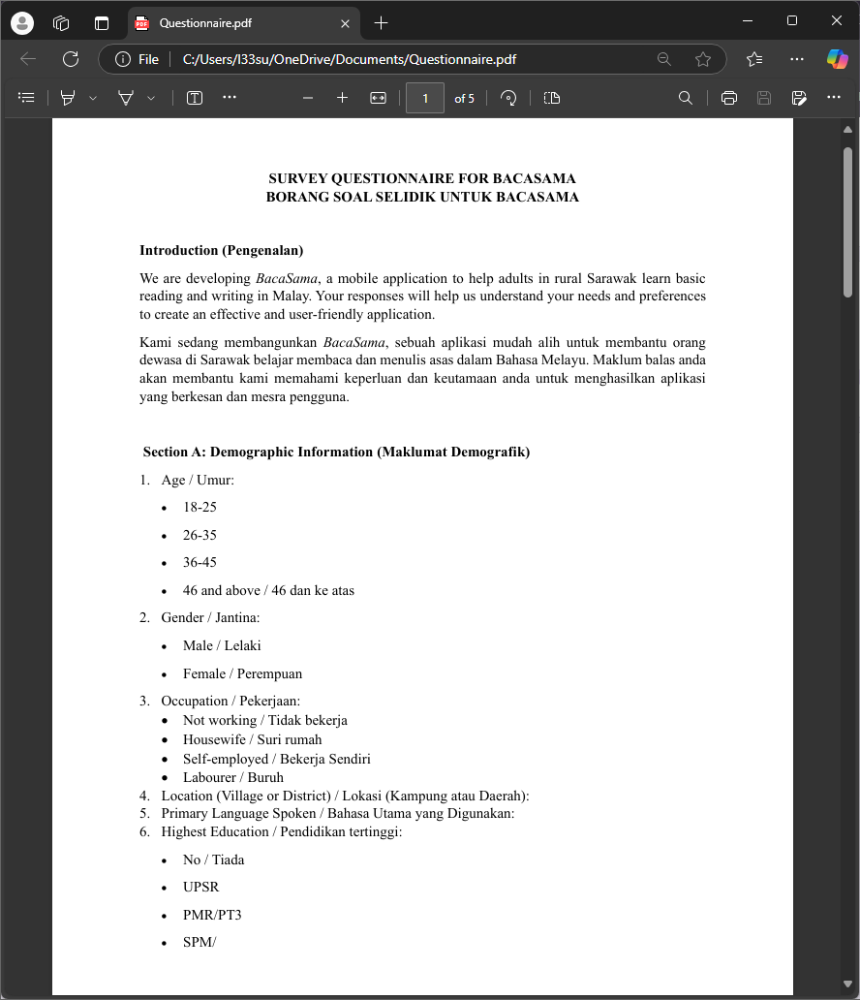 Questionnaire.pdf
File
C:/Users/l33su/OneDrive/Documents/Questionnaire.pdf
1 of 5
SURVEY QUESTIONNAIRE FOR BACASAMA
BORANG SOAL SELIDIK UNTUK BACASAMA
Introduction (Pengenalan)
We are developing BacaSama, a mobile application to help adults in rural Sarawak learn basic
reading and writing in Malay. Your responses will help us understand your needs and preferences
to create an effective and user-friendly application.
Kami sedang membangunkan BacaSama, sebuah aplikasi mudah alih untuk membantu orang
dewasa di Sarawak belajar membaca dan menulis asas dalam Bahasa Melayu. Maklum balas anda
akan membantu kami memahami keperluan dan keutamaan anda untuk menghasilkan aplikasi
yang berkesan dan mesra pengguna.
Section A: Demographic Information (Maklumat Demografik)
1. Age / Umur:
• 18-25
• 26-35
• 36-45
• 46 and above / 46 dan ke atas
2. Gender / Jantina:
• Male / Lelaki
• Female / Perempuan
3. Occupation / Pekerjaan:
• Not working / Tidak bekerja
• Housewife / Suri rumah
• Self-employed / Bekerja Sendiri
• Labourer / Buruh
4. Location (Village or District) / Lokasi (Kampung atau Daerah):
5. Primary Language Spoken / Bahasa Utama yang Digunakan:
6. Highest Education / Pendidikan tertinggi:
• No / Tiada
• UPSR
• PMR/PT3
• SPM/